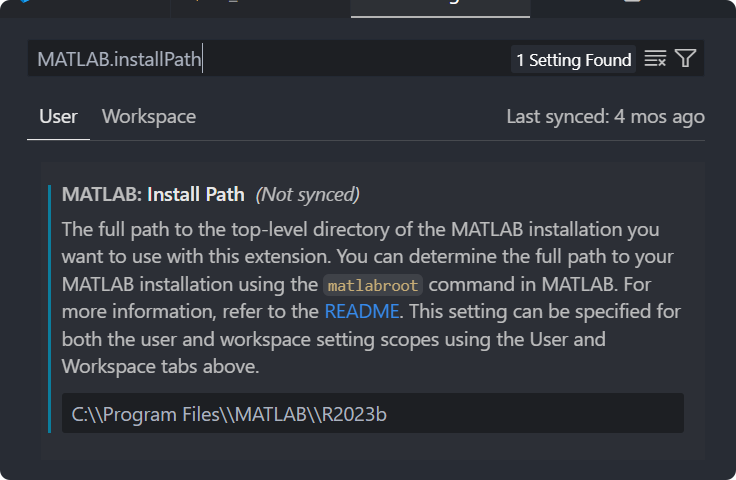 MATLAB.installPath
1 Setting Found
User Workspace
Last synced: 4 mos ago
MATLAB: Install Path (Not synced)
The full path to the top-level directory of the MATLAB installation you
want to use with this extension. You can determine the full path to your
MATLAB installation using the matlabroot command in MATLAB. For
more information, refer to the README. This setting can be specified for
both the user and workspace setting scopes using the User and
Workspace tabs above.
C:\\Program Files\\MATLAB\\R2023b